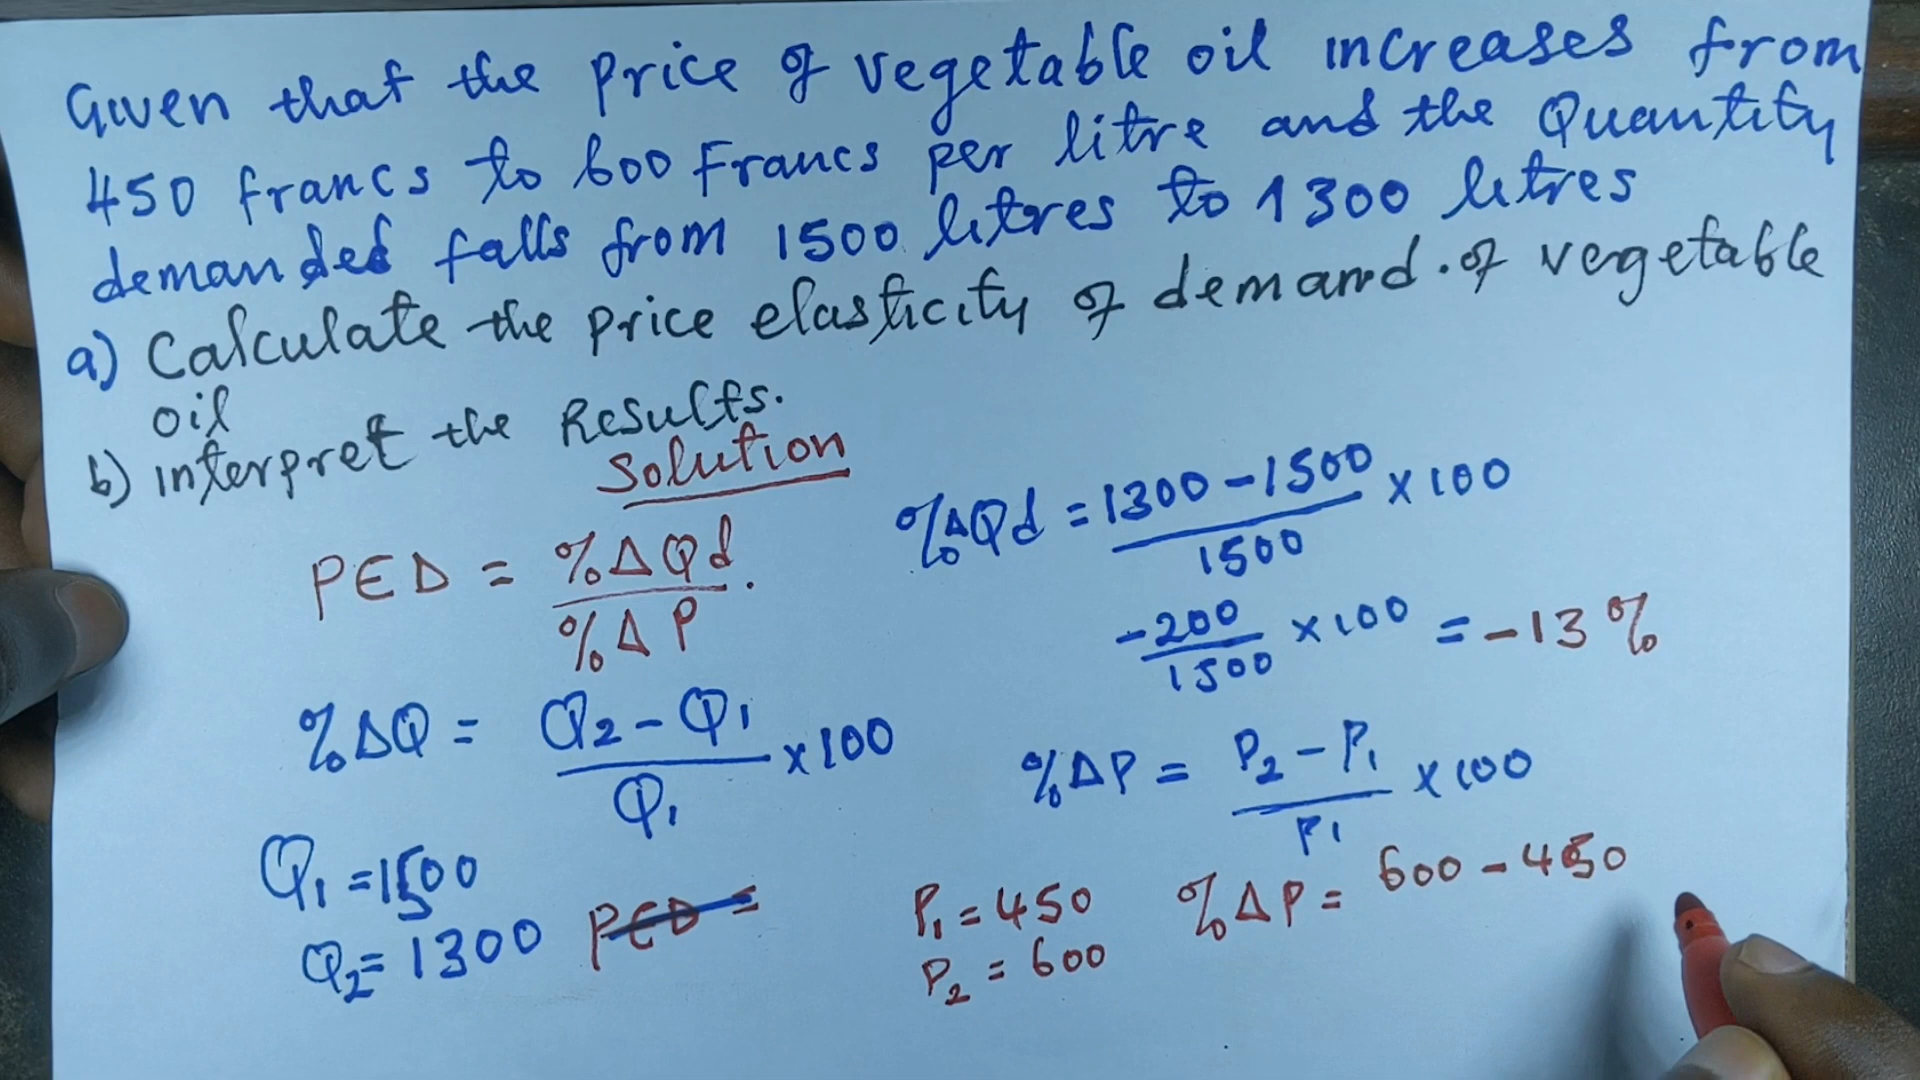 Given that the price of vegetable oil increases from
450 francs to 600 Francs per litre and the Quantity
demanded falls from 1500 litres to 1300 litres
a) Calculate the price elasticity of demand . of vegetable
oil
b) interpret the Results.
Solution
PED = %ΔQd / %ΔP .
%ΔQ = Q2 - Q1 / Q1 × 100
Q1 = 1500
Q2 = 1300 PED =
%ΔQd = 1300 - 1500 / 1500 × 100
-200 / 1500 × 100 = -13%
%ΔP = P2 - P1 / P1 × 100
P1 = 450
P2 = 600
%ΔP = 600 - 450